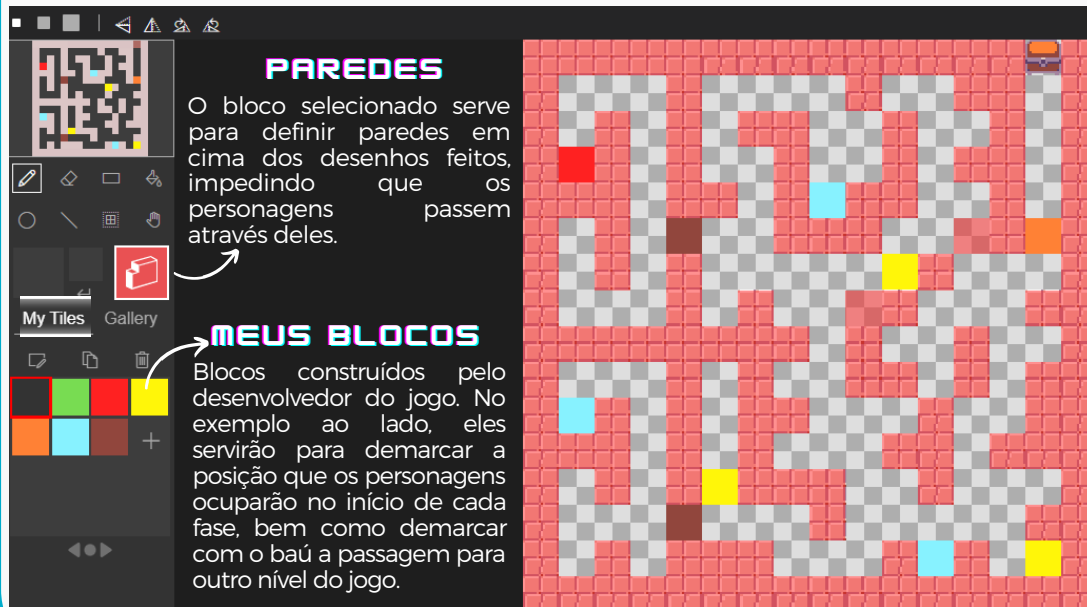 PAREDES
O bloco selecionado serve
para definir paredes em
cima dos desenhos feitos,
impedindo que os
personagens passem
através deles.
My Tiles Gallery
MEUS BLOCOS
Blocos construídos pelo
desenvolvedor do jogo. No
exemplo ao lado, eles
servirão para demarcar a
posição que os personagens
ocuparão no início de cada
fase, bem como demarcar
com o baú a passagem para
outro nível do jogo.